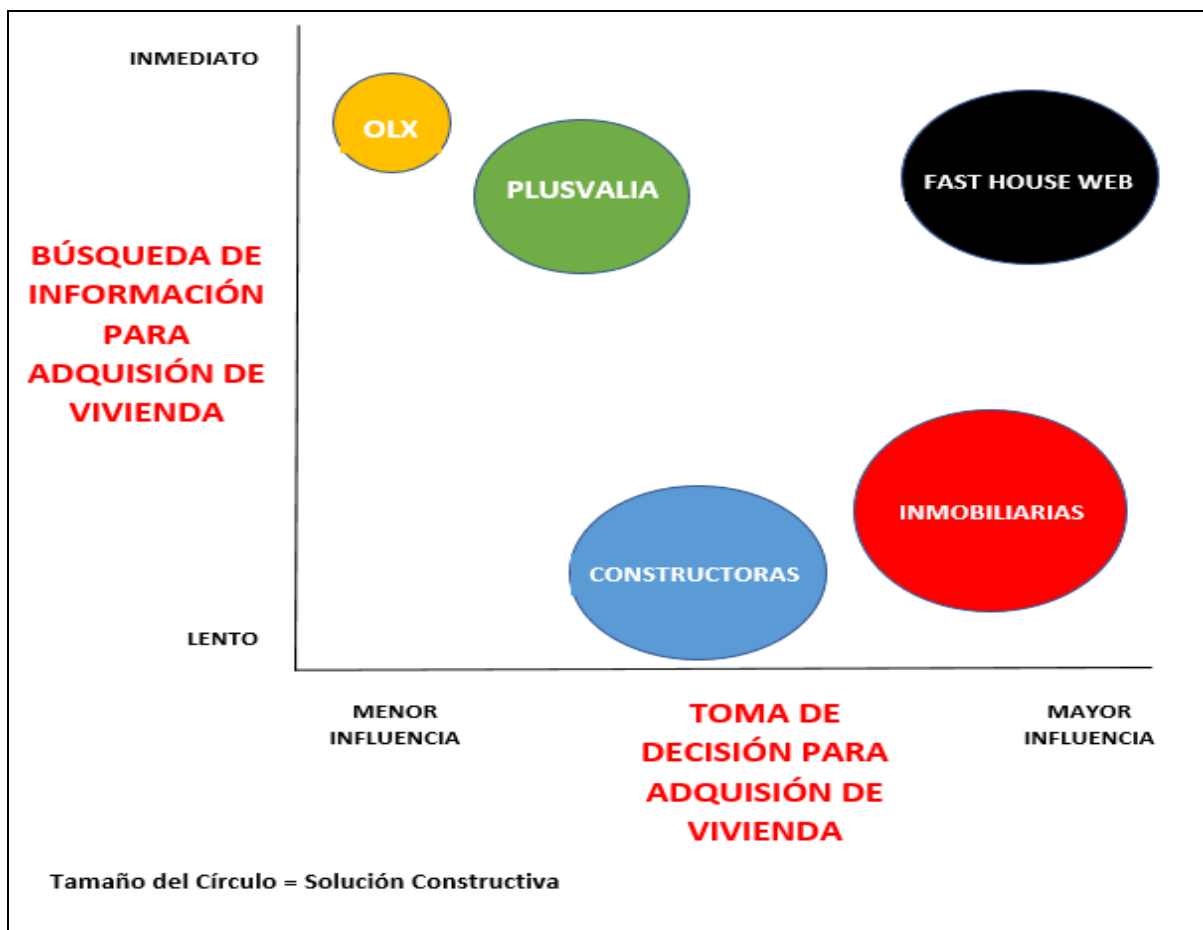 INMEDIATO
OLX
PLUSVALIA
FAST HOUSE WEB
BÚSQUEDA DE
INFORMACIÓN
PARA
ADQUISIÓN DE
VIVIENDA
INMOBILIARIAS
CONSTRUCTORAS
LENTO
MENOR
INFLUENCIA
TOMA DE
DECISIÓN PARA
ADQUISIÓN DE
VIVIENDA
MAYOR
INFLUENCIA
Tamaño del Círculo = Solución Constructiva